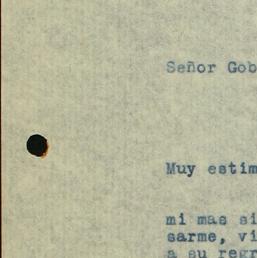 Señor Gob
Muy estim
mi mas si
sarme, vi
a su regr